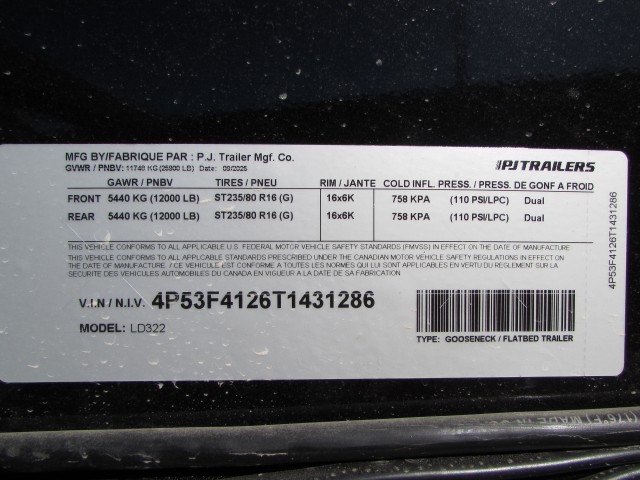 MFG BY/FABRIQUE PAR : P.J. Trailer Mgf. Co.
GVWR / PNBV: 11748 KG (25900 LB) Date: 09/2025
PJTRAILERS
GAWR / PNBV TIRES / PNEU RIM / JANTE COLD INFL. PRESS. / PRESS. DE GONF A FROID
FRONT 5440 KG (12000 LB) ST235/80 R16 (G) 16x6K 758 KPA (110 PSI/LPC) Dual
REAR 5440 KG (12000 LB) ST235/80 R16 (G) 16x6K 758 KPA (110 PSI/LPC) Dual
THIS VEHICLE CONFORMS TO ALL APPLICABLE U.S. FEDERAL MOTOR VEHICLE SAFETY STANDARDS (FMVSS) IN EFFECT ON THE DATE OF MANUFACTURE
THIS VEHICLE CONFORMS TO ALL APPLICABLE STANDARDS PRESCRIBED UNDER THE CANADIAN MOTOR VEHICLE SAFETY REGULATIONS IN EFFECT
ON THE DATE OF MANUFACTURE / CE VEHICULE EST CONFORME A TOUTES LES NORMES QUI LUI SONT APPLICABLES EN VERTU DU REGLEMENT SUR LA
SECURITE DES VEHICULES AUTOMOBILES DU CANADA EN VIGUEUR A LA DATE DE SA FABRICATION
V.I.N / N.I.V. 4P53F4126T1431286
MODEL: LD322
TYPE: GOOSENECK / FLATBED TRAILER
4P53F4126T1431286